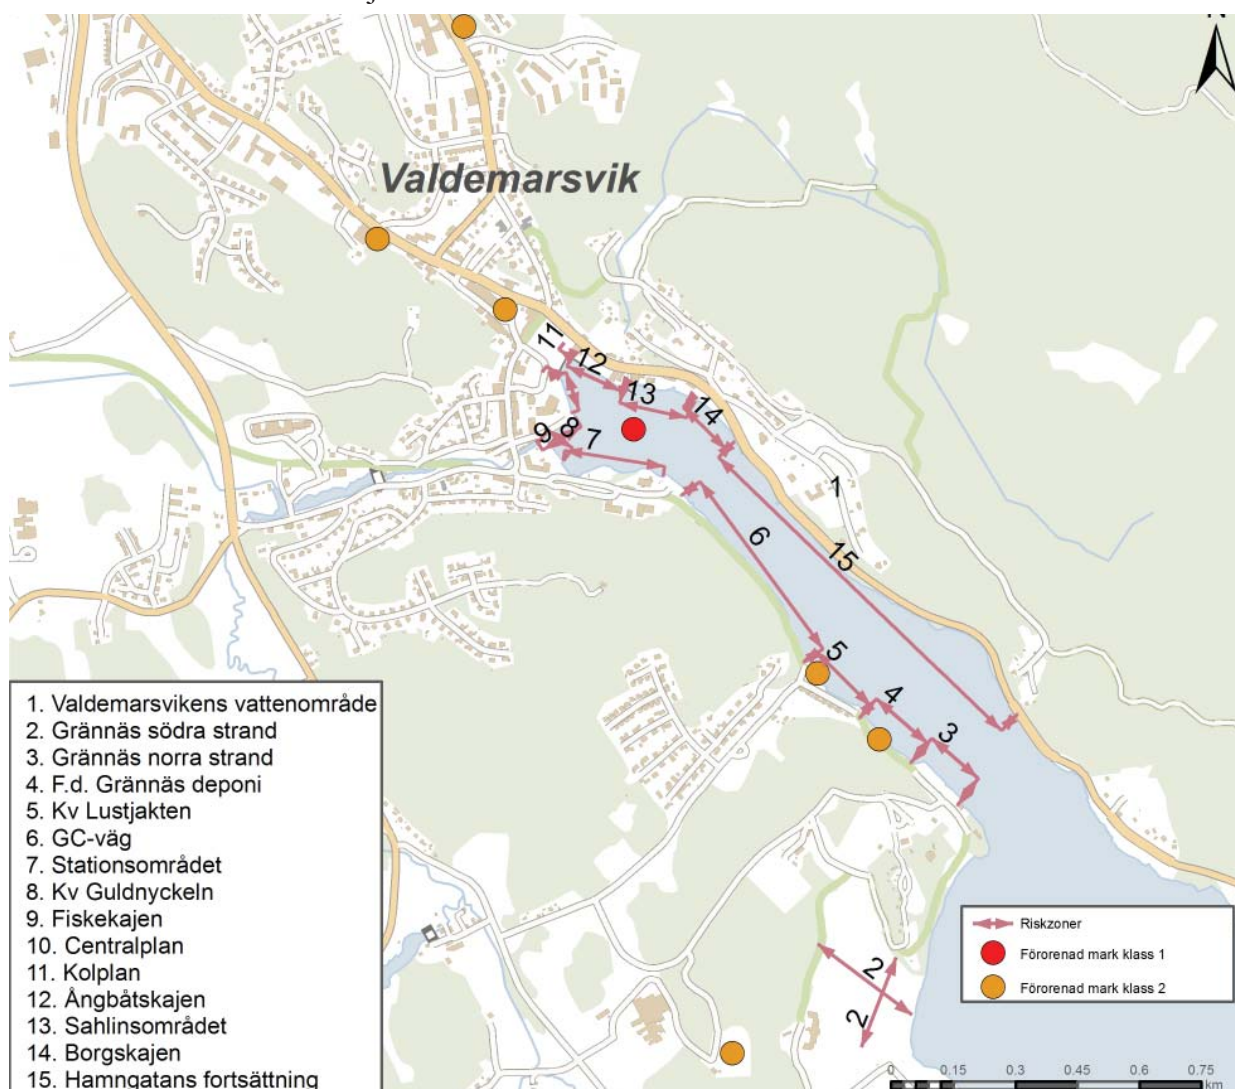 N
Valdemarsvik
11
12
13
14
9
8
7
1
6
15
5
4
3
2
2
1. Valdemarsvikens vattenområde
2. Grännäs södra strand
3. Grännäs norra strand
4. F.d. Grännäs deponi
5. Kv Lustjakten
6. GC-väg
7. Stationsområdet
8. Kv Guldnyckeln
9. Fiskekajen
10. Centralplan
11. Kolplan
12. Ångbåtskajen
13. Sahlinsområdet
14. Borgskajen
15. Hamngatans fortsättning
Riskzoner
Förorenad mark klass 1
Förorenad mark klass 2
0 0.15 0.3 0.45 0.6 0.75
km